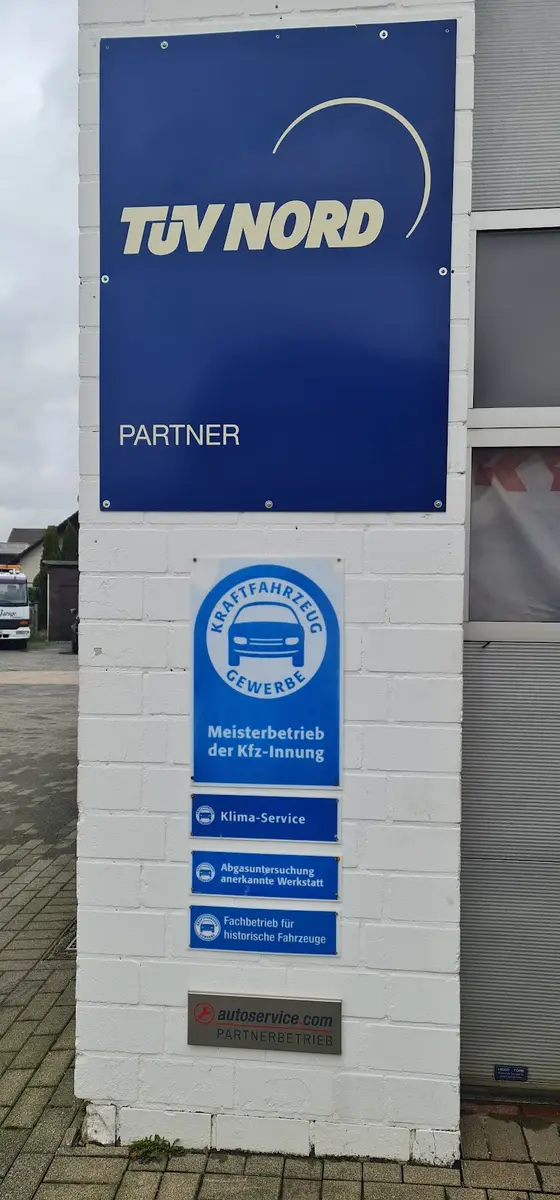 TÜV NORD
PARTNER
KRAFTFAHRZEUG
GEWERBE
Meisterbetrieb
der Kfz-Innung
Klima-Service
Abgasuntersuchung
anerkannte Werkstatt
Fachbetrieb für
historische Fahrzeuge
autoservice.com
PARTNERBETRIEB